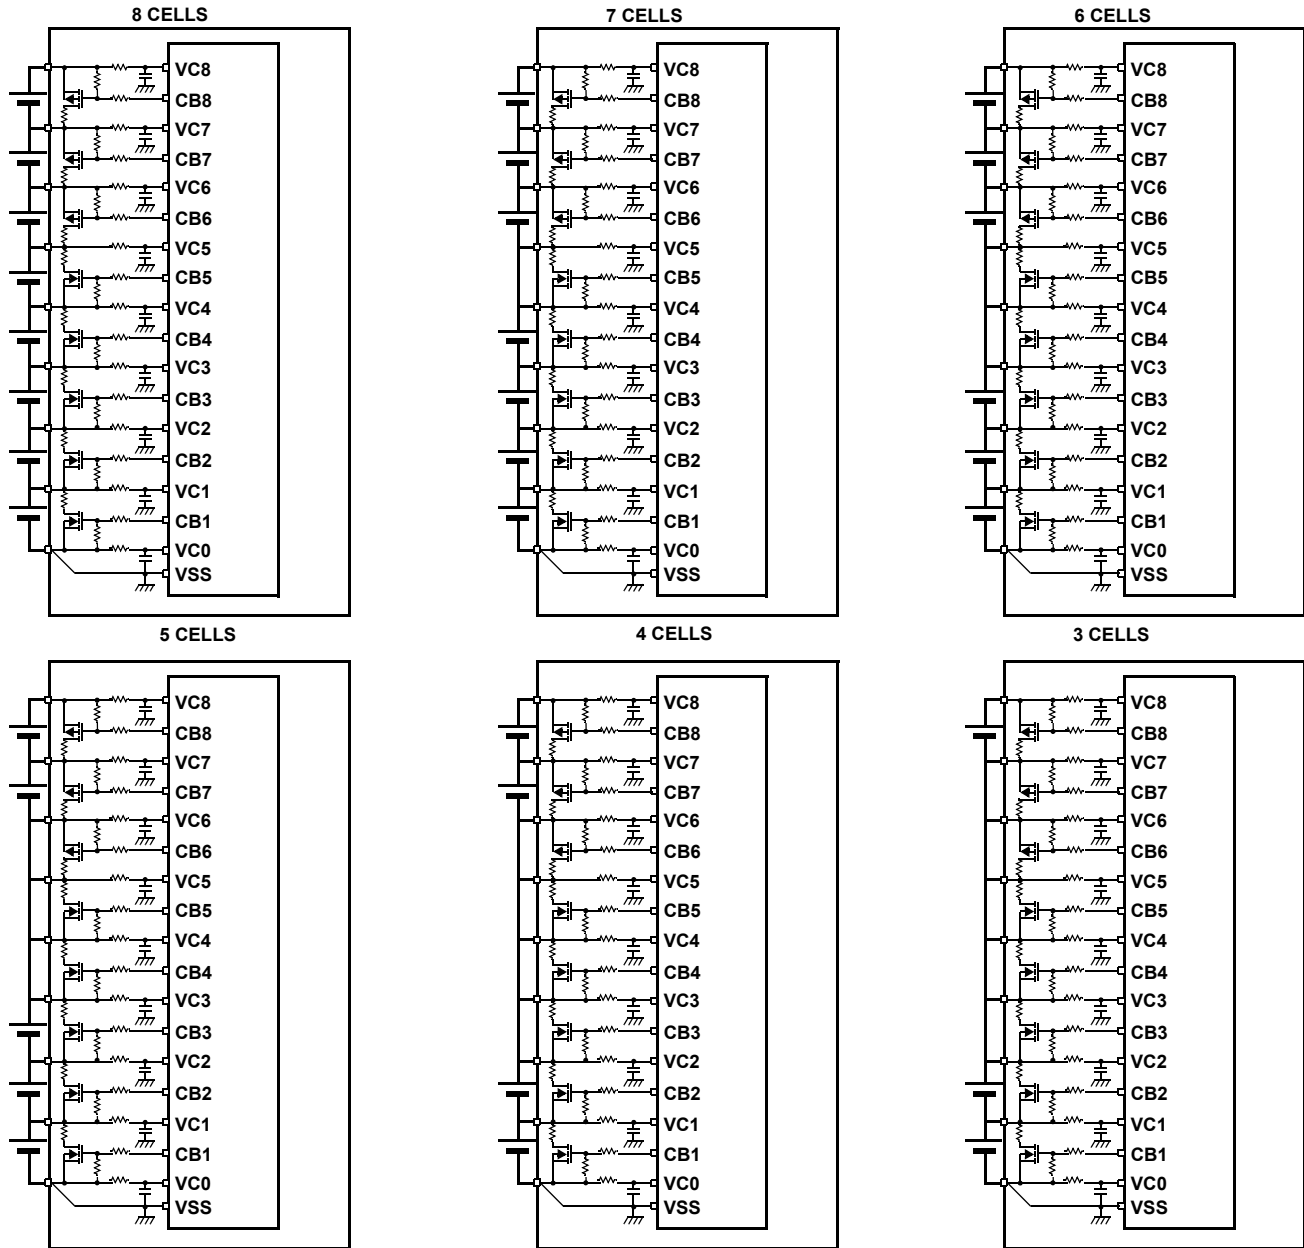 8 CELLS
VC8
CB8
VC7
CB7
VC6
CB6
VC5
CB5
VC4
CB4
VC3
CB3
VC2
CB2
VC1
CB1
VC0
VSS
7 CELLS
VC8
CB8
VC7
CB7
VC6
CB6
VC5
CB5
VC4
CB4
VC3
CB3
VC2
CB2
VC1
CB1
VC0
VSS
6 CELLS
VC8
CB8
VC7
CB7
VC6
CB6
VC5
CB5
VC4
CB4
VC3
CB3
VC2
CB2
VC1
CB1
VC0
VSS
5 CELLS
VC8
CB8
VC7
CB7
VC6
CB6
VC5
CB5
VC4
CB4
VC3
CB3
VC2
CB2
VC1
CB1
VC0
VSS
4 CELLS
VC8
CB8
VC7
CB7
VC6
CB6
VC5
CB5
VC4
CB4
VC3
CB3
VC2
CB2
VC1
CB1
VC0
VSS
3 CELLS
VC8
CB8
VC7
CB7
VC6
CB6
VC5
CB5
VC4
CB4
VC3
CB3
VC2
CB2
VC1
CB1
VC0
VSS